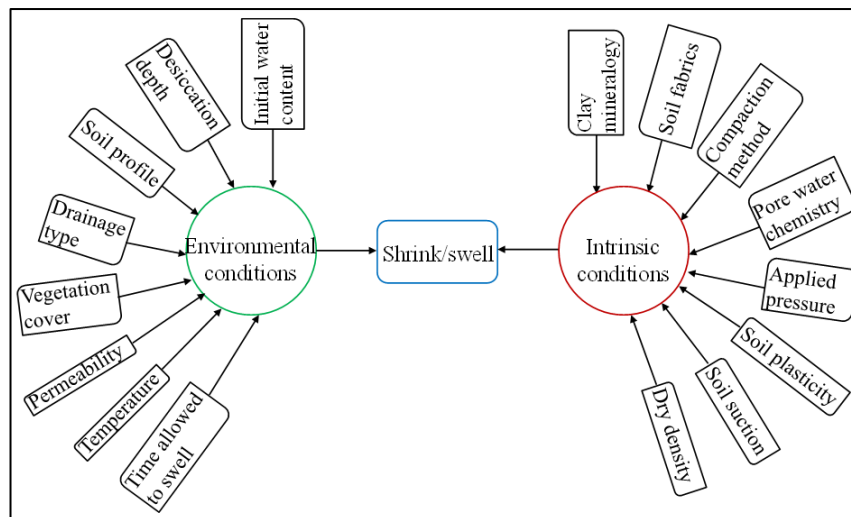 Initial water
content
Desiccation
depth
Soil profile
Drainage
type
Vegetation
cover
Permeability
Temperature
Time allowed
to swell
Environmental
conditions
Shrink/swell
Intrinsic
conditions
Clay
mineralogy
Soil fabrics
Compaction
method
Pore water
chemistry
Applied
pressure
Soil plasticity
Soil suction
Dry density